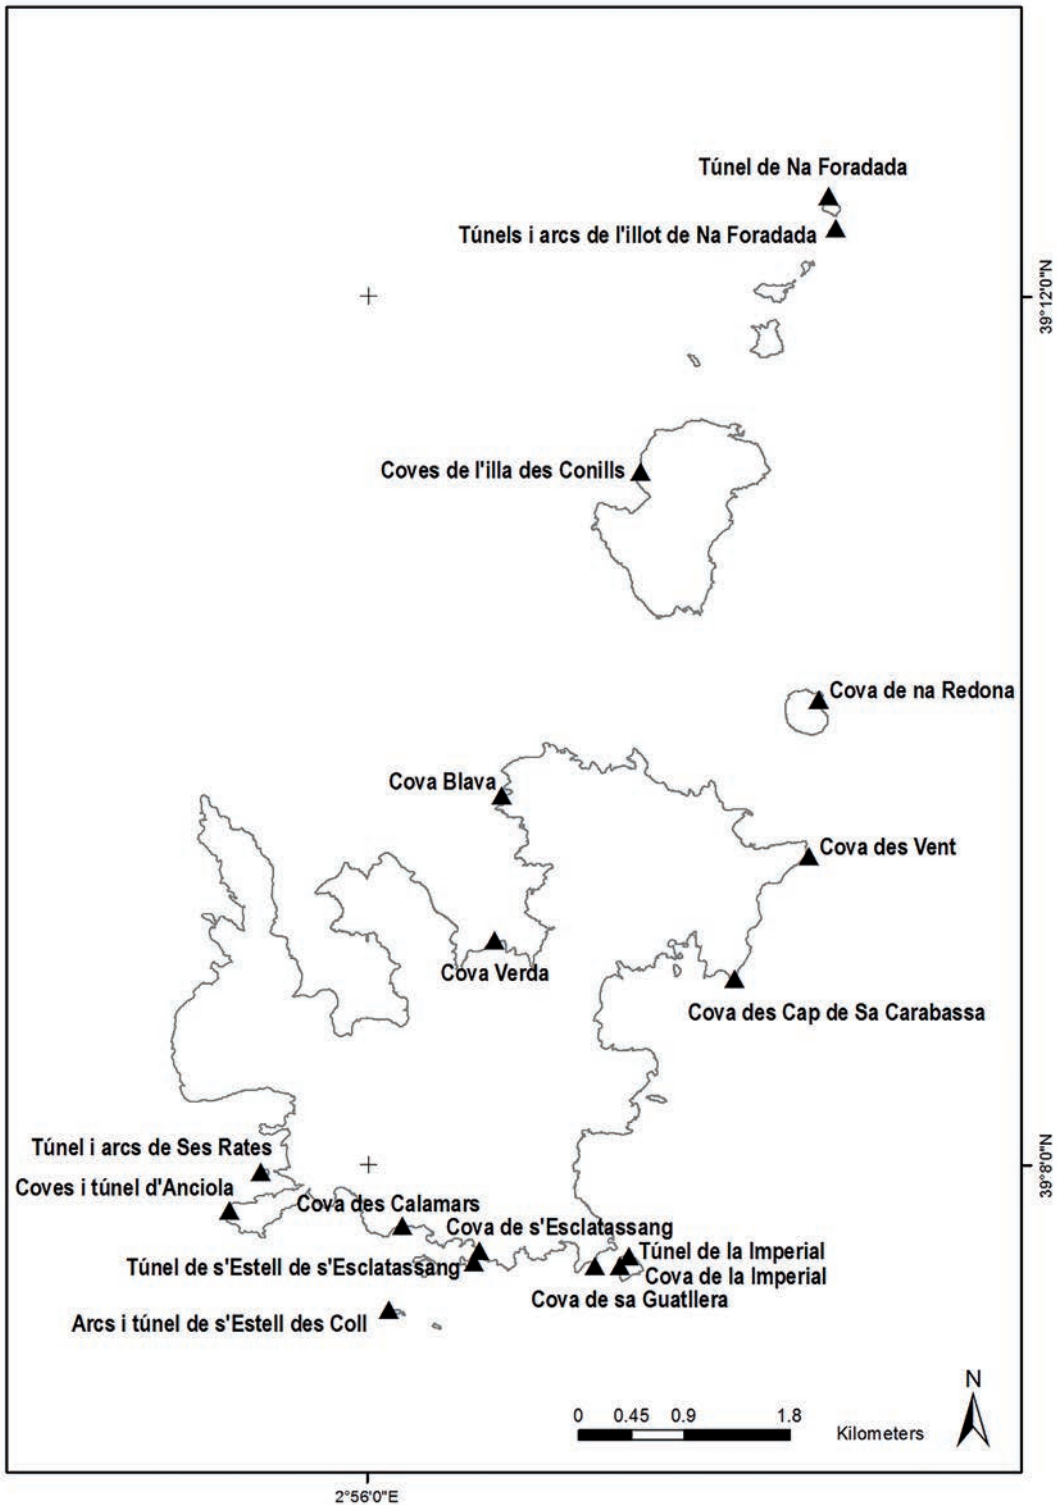 Túnel de Na Foradada
Túnels i arcs de l'illot de Na Foradada
39°12'0"N
Coves de l'illa des Conills
Cova de na Redona
Cova Blava
Cova des Vent
Cova Verda
Cova des Cap de Sa Carabassa
Túnel i arcs de Ses Rates
39°8'0"N
Coves i túnel d'Anciola
Cova des Calamars
Cova de s'Esclatassang
Túnel de la Imperial
Túnel de s'Estell de s'Esclatassang
Cova de la Imperial
Cova de sa Guatllera
Arcs i túnel de s'Estell des Coll
N
0 0.45 0.9 1.8
Kilometers
2°56'0"E